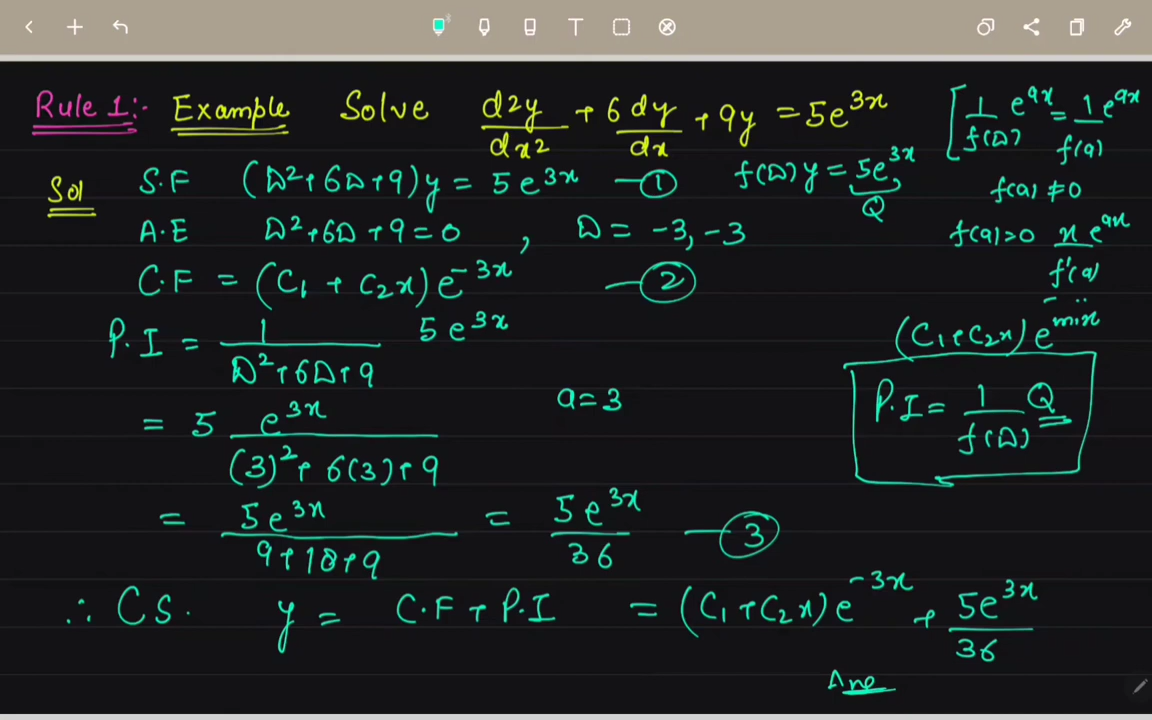 Rule 1:- Example Solve d2y/dx2 + 6 dy/dx + 9y = 5e^3x
[1/f(D) e^ax = 1/f(a) e^ax
f(a) ≠ 0
f(a)=0 x e^ax/f'(a)
Sol S.F (D²+6D+9)y = 5e^3x —① f(D)y = 5e^3x
Q
A.E D²+6D+9=0 , D = -3,-3
C.F = (C1 + C2x) e^-3x —②
(C1+C2x) e^m1x
P.I = 1/(D²+6D+9) 5e^3x
P.I = 1/f(D) Q
= 5 e^3x/((3)²+6(3)+9) a=3
= 5e^3x/(9+18+9) = 5e^3x/36 —③
∴ CS. y = C.F + P.I = (C1+C2x)e^-3x + 5e^3x/36
Ans